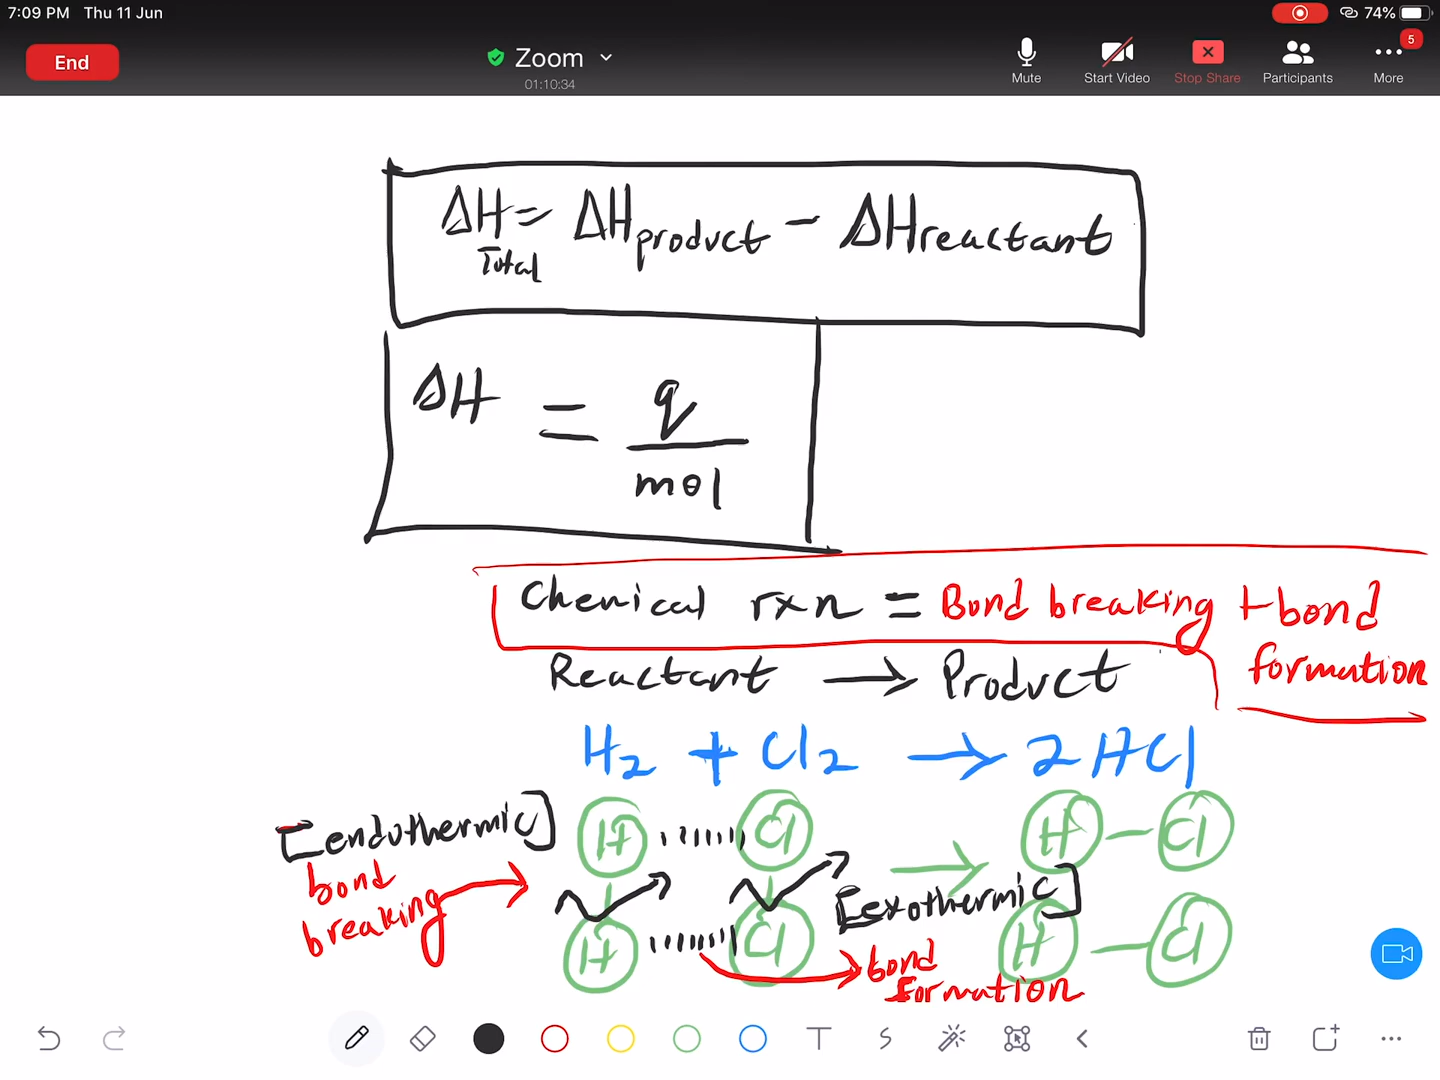 7:09 PM Thu 11 Jun
74%
End
Zoom
01:10:34
Mute
Start Video
Stop Share
Participants
5
More
ΔH = ΔHproduct − ΔHreactant
Total
ΔH = q
mol
Chemical rxn = Bond breaking + bond
formation
Reactant → Product
H₂ + Cl₂ → 2HCl
[endothermic]
H Cl → H — Cl
bond
breaking
[exothermic]
H Cl H — Cl
bond
formation
T
S